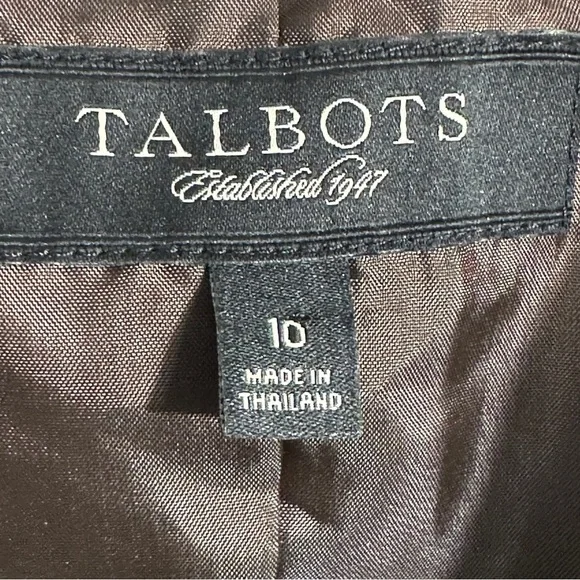 TALBOTS
Established 1947
10
MADE IN
THAILAND